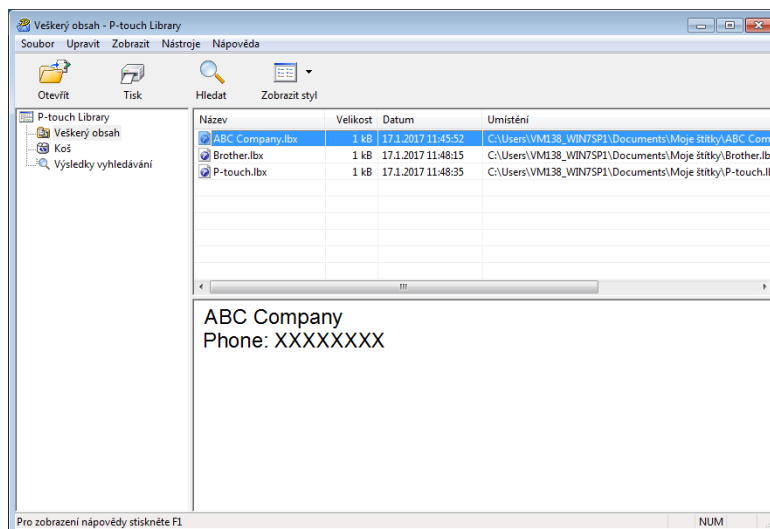 Veškerý obsah - P-touch Library
Soubor Upravit Zobrazit Nástroje Nápověda
Otevřít Tisk Hledat Zobrazit styl
P-touch Library
Veškerý obsah
Koš
Výsledky vyhledávání
Název Velikost Datum Umístění
ABC Company.lbx 1 kB 17.1.2017 11:45:52 C:\Users\VM138_WIN7SP1\Documents\Moje štítky\ABC Com
Brother.lbx 1 kB 17.1.2017 11:48:15 C:\Users\VM138_WIN7SP1\Documents\Moje štítky\Brother.lb
P-touch.lbx 1 kB 17.1.2017 11:48:35 C:\Users\VM138_WIN7SP1\Documents\Moje štítky\P-touch.l
ABC Company
Phone: XXXXXXXX
Pro zobrazení nápovědy stiskněte F1 NUM